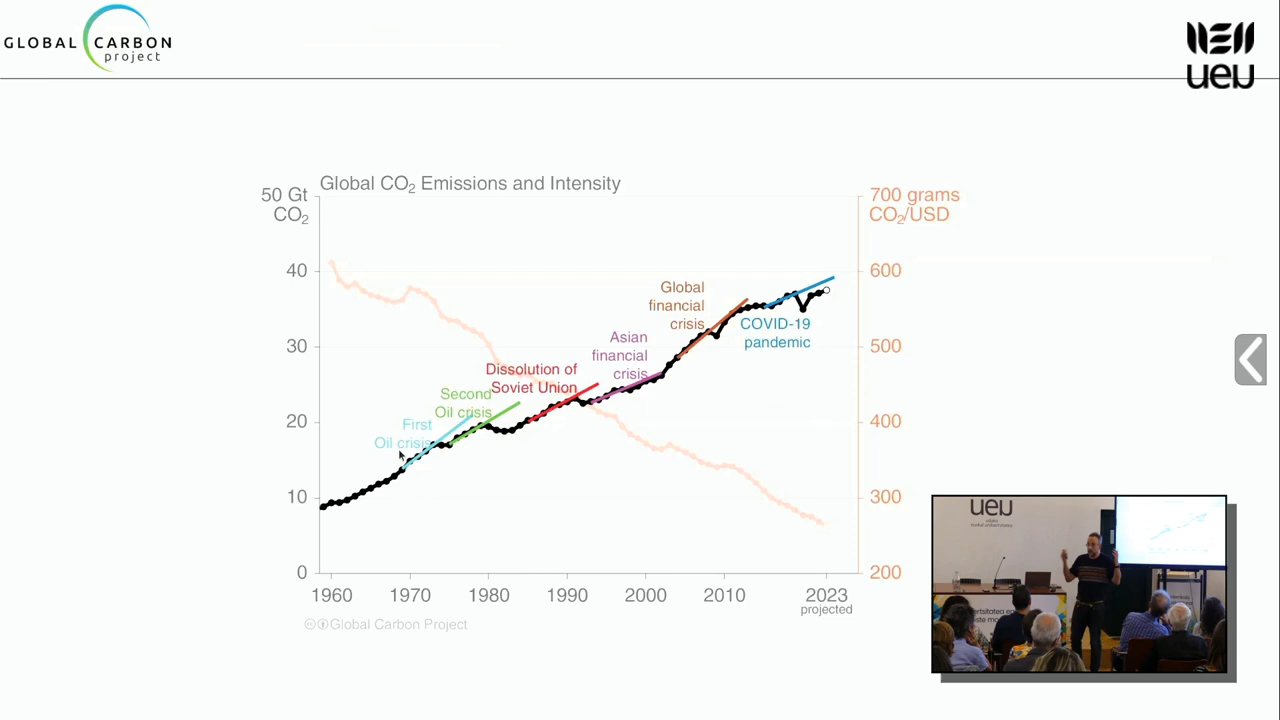 GLOBAL CARBON
project
ueu
Global CO₂ Emissions and Intensity
50 Gt
CO₂
700 grams
CO₂/USD
40
600
Global
financial
crisis
COVID-19
pandemic
30
500
Asian
financial
crisis
Dissolution of
Soviet Union
Second
Oil crisis
First
Oil crisis
20
400
10
300
0
200
1960
1970
1980
1990
2000
2010
2023
projected
Global Carbon Project
ueu